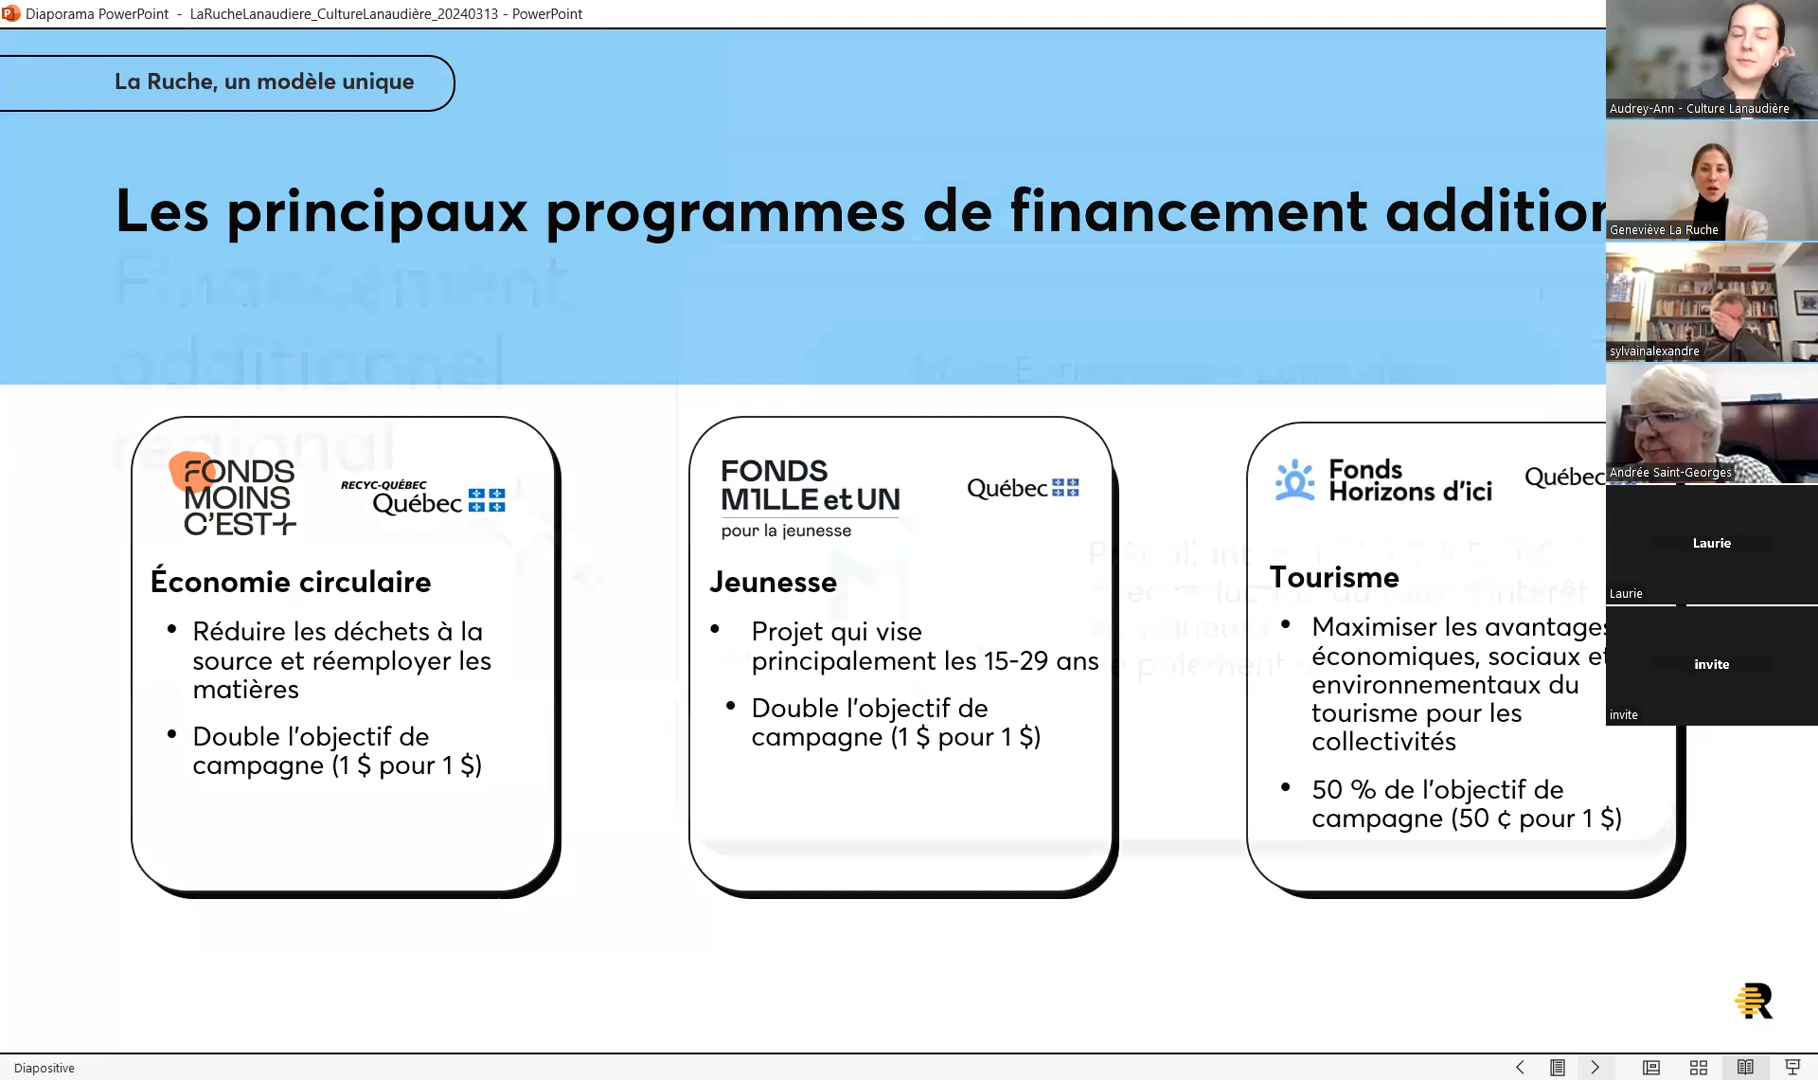 Diaporama PowerPoint - LaRucheLanaudiere_CultureLanaudière_20240313 - PowerPoint
La Ruche, un modèle unique
Les principaux programmes de financement addition
Financement
additionnel
régional
FONDS
MOINS
C'EST+
RECYC-QUÉBEC
Québec
Économie circulaire
• Réduire les déchets à la
source et réemployer les
matières
• Double l'objectif de
campagne (1 $ pour 1 $)
FONDS
M1LLE et UN
pour la jeunesse
Québec
Jeunesse
• Projet qui vise
principalement les 15-29 ans
• Double l'objectif de
campagne (1 $ pour 1 $)
Fonds
Horizons d'ici
Québec
Tourisme
• Maximiser les avantages
économiques, sociaux et
environnementaux du
tourisme pour les
collectivités
• 50 % de l'objectif de
campagne (50 ¢ pour 1 $)
Audrey-Ann - Culture Lanaudière
Geneviève La Ruche
sylvainalexandre
Andrée Saint-Georges
Laurie
Laurie
invite
invite
R
Diapositive